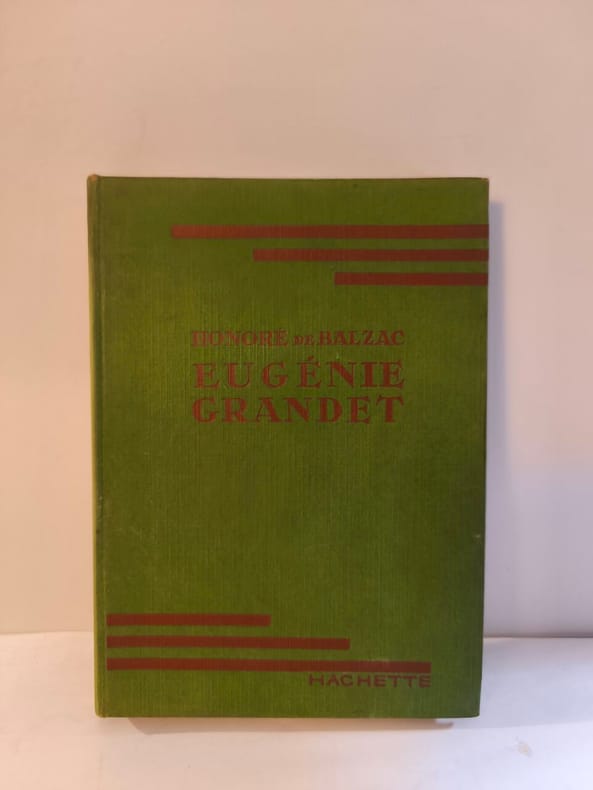 HONORÉ DE BALZAC
EUGÉNIE
GRANDET
HACHETTE